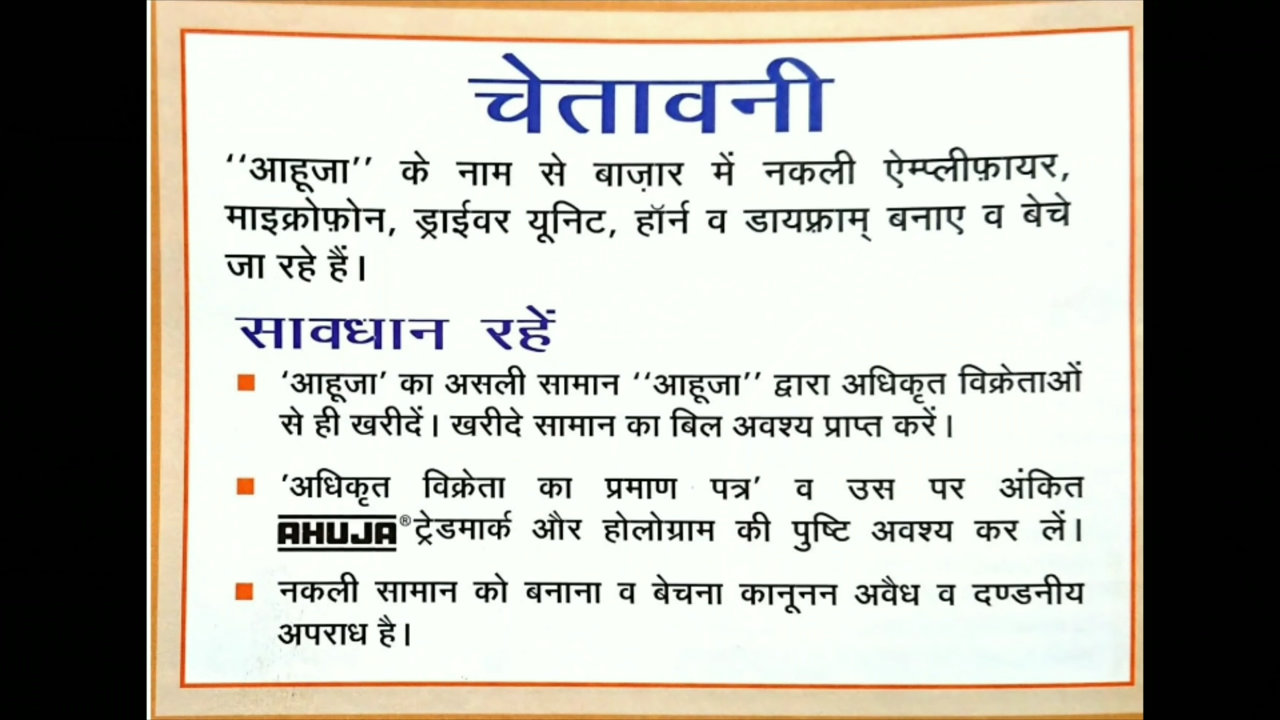 चेतावनी
‘‘आहूजा’’ के नाम से बाज़ार में नकली ऐम्प्लीफ़ायर,
माइक्रोफ़ोन, ड्राईवर यूनिट, हॉर्न व डायफ़्राम् बनाए व बेचे
जा रहे हैं।
सावधान रहें
■ ‘आहूजा’ का असली सामान ‘‘आहूजा’’ द्वारा अधिकृत विक्रेताओं
से ही खरीदें। खरीदे सामान का बिल अवश्य प्राप्त करें।
■ ’अधिकृत विक्रेता का प्रमाण पत्र’ व उस पर अंकित
AHUJA® ट्रेडमार्क और होलोग्राम की पुष्टि अवश्य कर लें।
■ नकली सामान को बनाना व बेचना कानूनन अवैध व दण्डनीय
अपराध है।